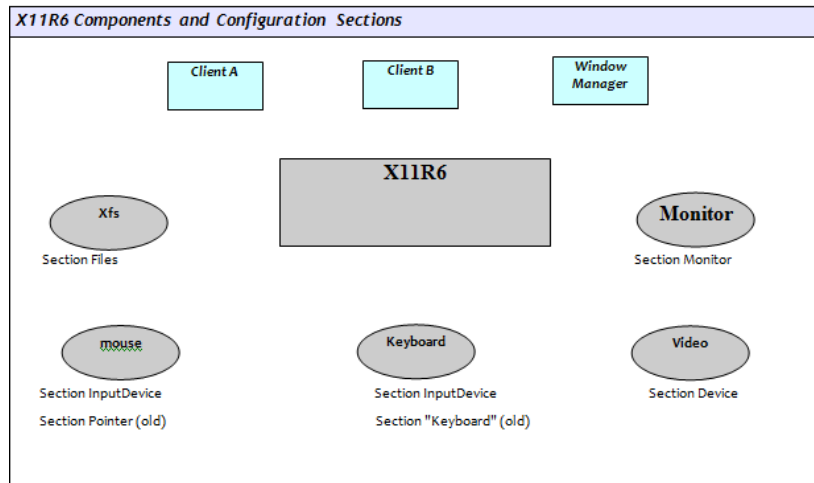 X11R6 Components and Configuration Sections
Client A
Client B
Window
Manager
X11R6
Xfs
Monitor
Section Files
Section Monitor
mouse
Keyboard
Video
Section InputDevice
Section InputDevice
Section Device
Section Pointer (old)
Section "Keyboard" (old)